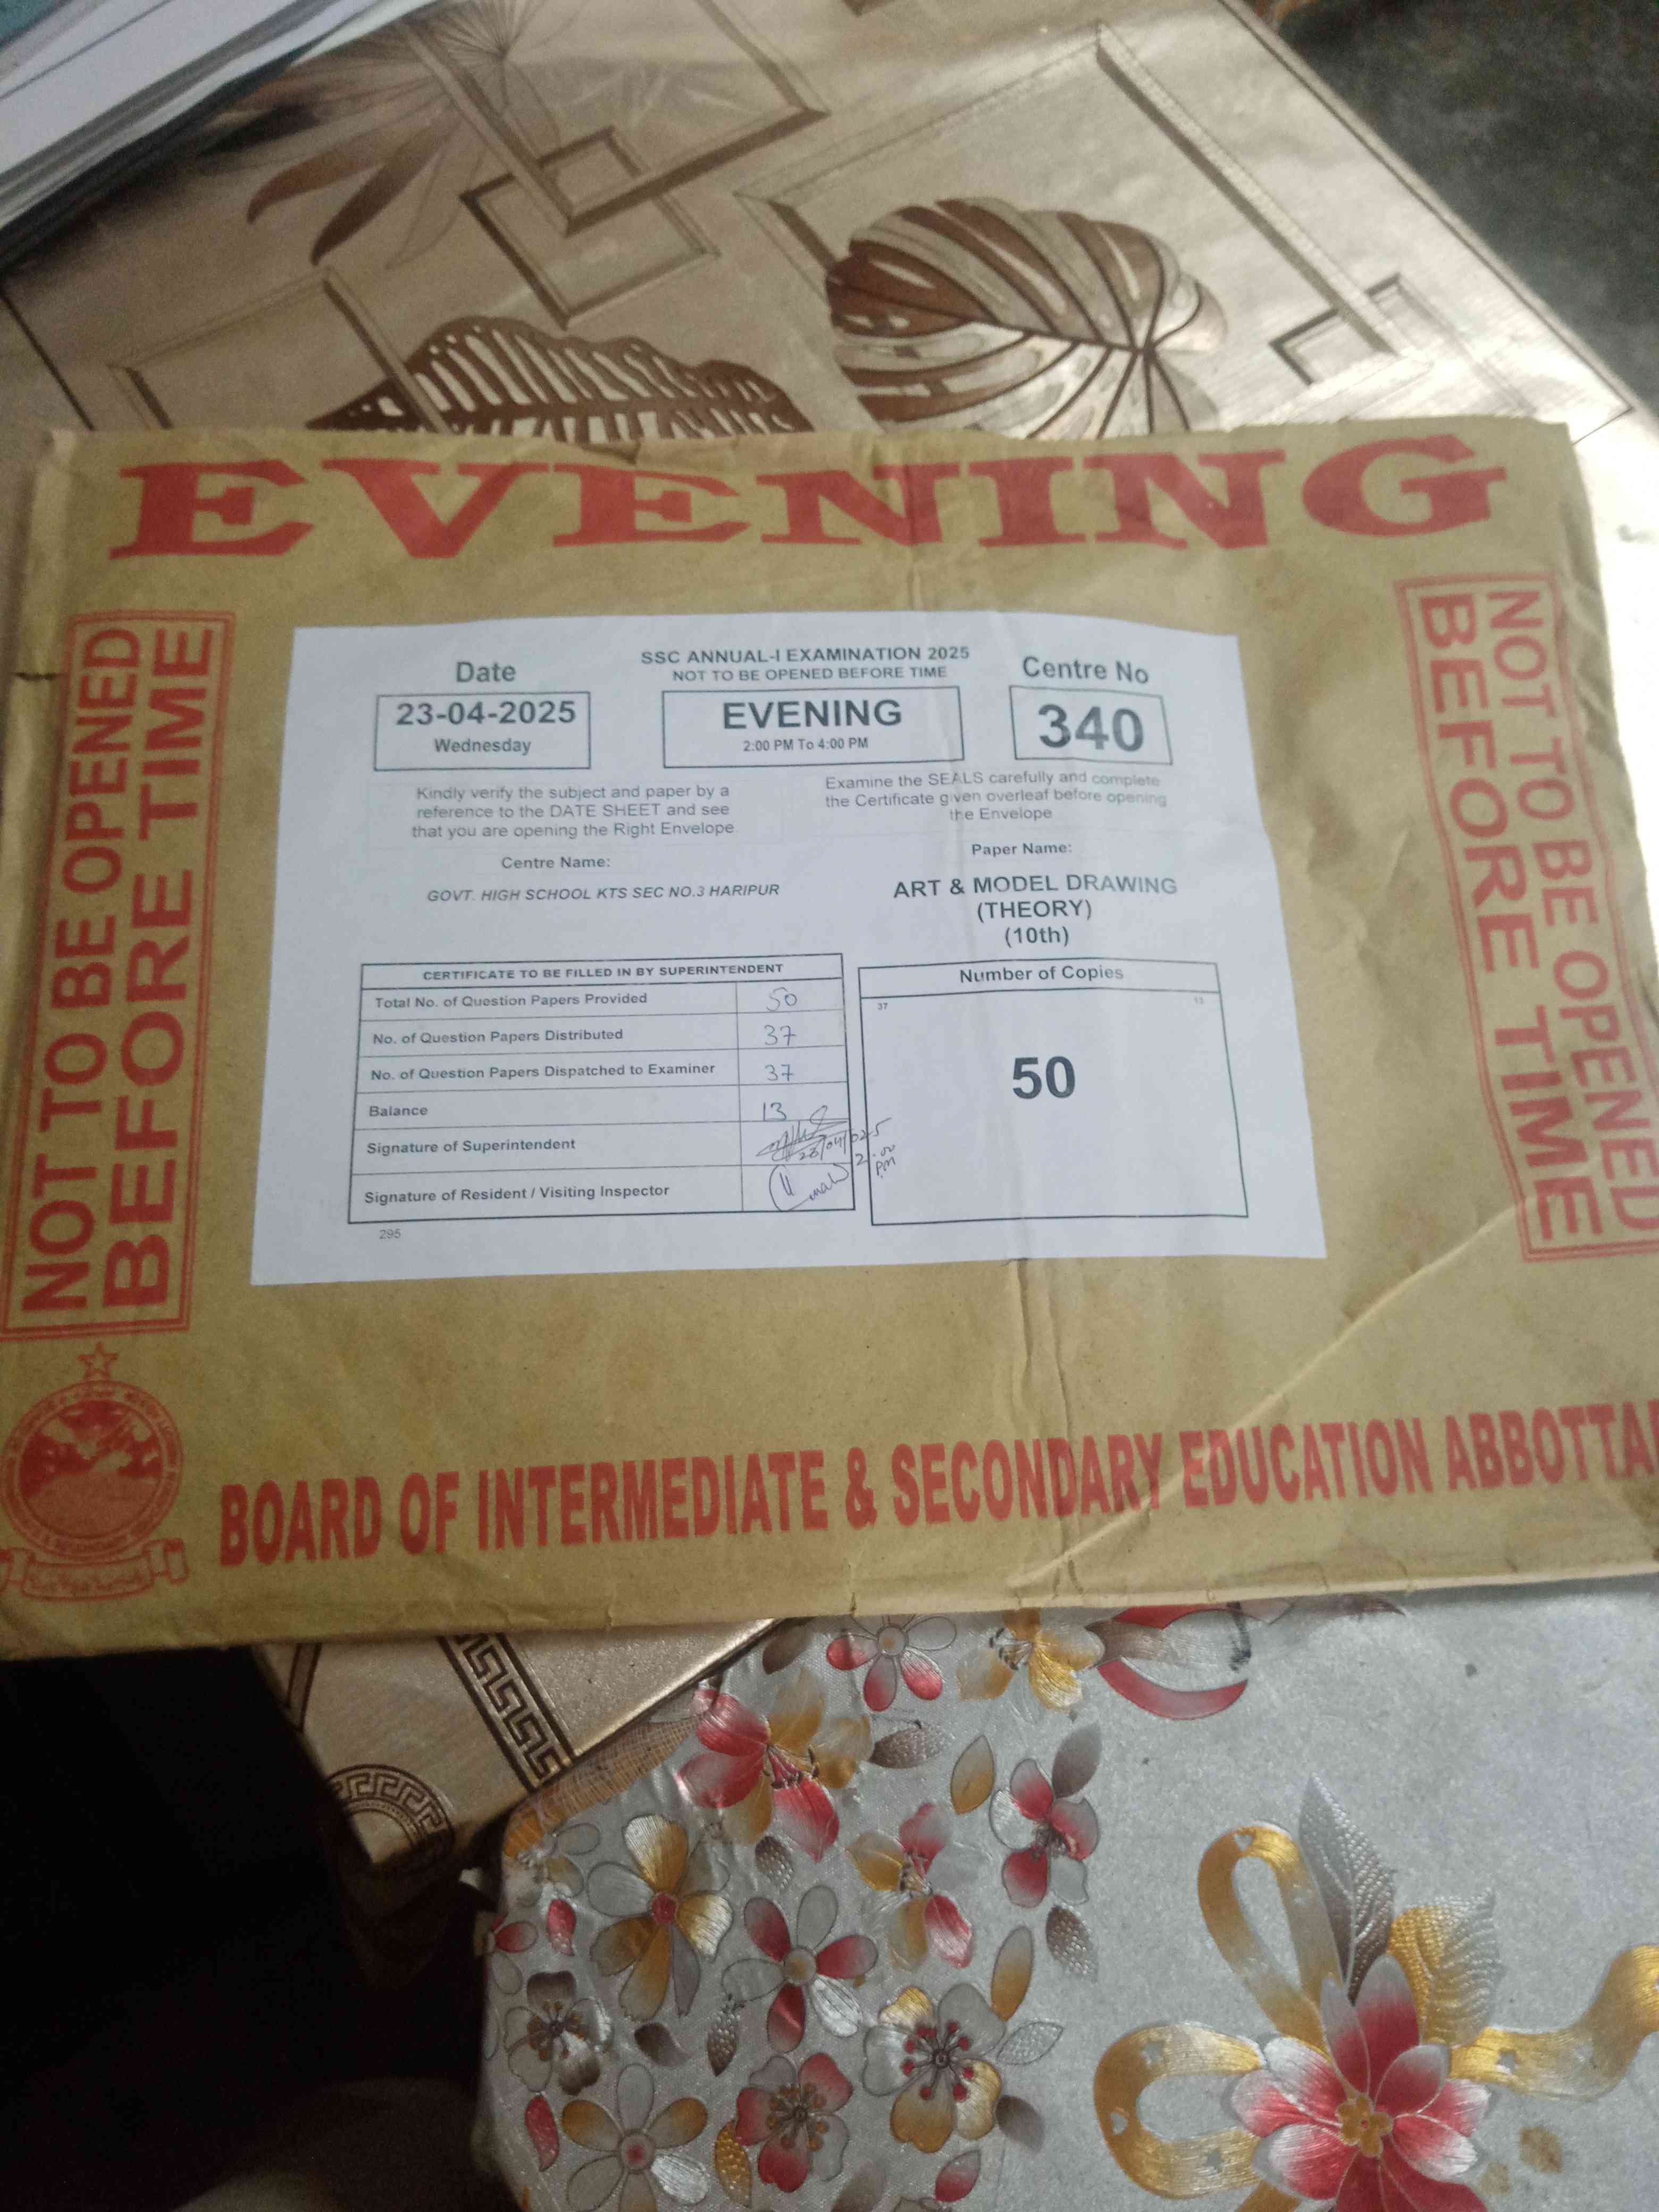 EVENING
NOT TO BE OPENED
BEFORE TIME
NOT TO BE OPENED
BEFORE TIME
SSC ANNUAL-I EXAMINATION 2025
NOT TO BE OPENED BEFORE TIME
Date
23-04-2025
Wednesday
EVENING
2:00 PM To 4:00 PM
Centre No
340
Kindly verify the subject and paper by a
reference to the DATE SHEET and see
that you are opening the Right Envelope
Examine the SEALS carefully and complete
the Certificate given overleaf before opening
the Envelope
Centre Name:
GOVT. HIGH SCHOOL KTS SEC NO.3 HARIPUR
Paper Name:
ART & MODEL DRAWING
(THEORY)
(10th)
CERTIFICATE TO BE FILLED IN BY SUPERINTENDENT
Total No. of Question Papers Provided 50
No. of Question Papers Distributed 37
No. of Question Papers Dispatched to Examiner 37
Balance 13
Signature of Superintendent
2:00
PM
Signature of Resident / Visiting Inspector
295
Number of Copies
37 13
50
BOARD OF INTERMEDIATE & SECONDARY EDUCATION ABBOTTA